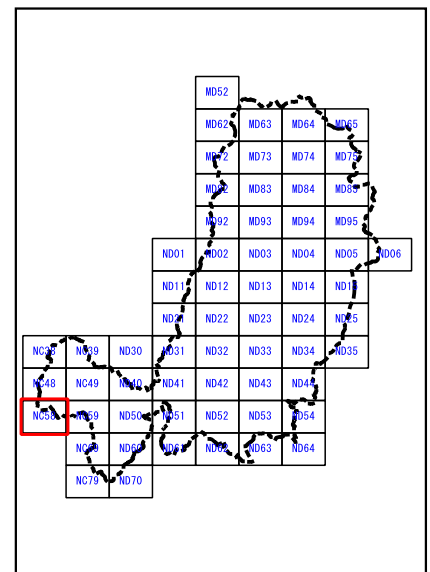 MD52
MD62 MD63 MD64 MD65
MD72 MD73 MD74 MD75
MD82 MD83 MD84 MD85
MD92 MD93 MD94 MD95
ND01 ND02 ND03 ND04 ND05 ND06
ND11 ND12 ND13 ND14 ND15
ND21 ND22 ND23 ND24 ND25
NC38 NC39 ND30 ND31 ND32 ND33 ND34 ND35
NC48 NC49 ND40 ND41 ND42 ND43 ND44
NC58 NC59 ND50 ND51 ND52 ND53 ND54
NC69 ND60 ND61 ND62 ND63 ND64
NC79 ND70